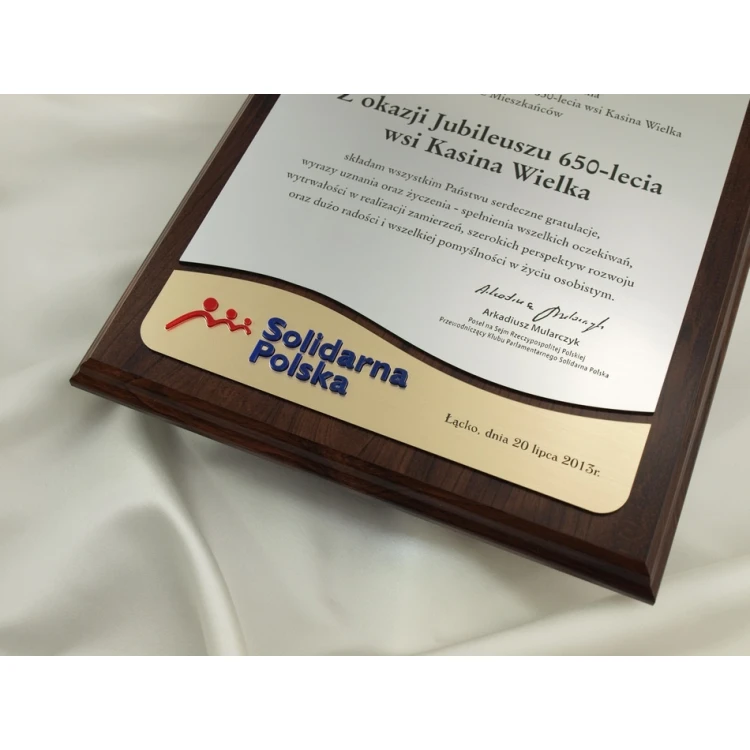 650-lecia wsi Kasina Wielka
Mieszkańców
Z okazji Jubileuszu 650-lecia
wsi Kasina Wielka
składam wszystkim Państwu serdeczne gratulacje,
wyrazy uznania oraz życzenia - spełnienia wszelkich oczekiwań,
wytrwałości w realizacji zamierzeń, szerokich perspektyw rozwoju
oraz dużo radości i wszelkiej pomyślności w życiu osobistym.
Arkadiusz Mularczyk
Arkadiusz Mularczyk
Poseł na Sejm Rzeczypospolitej Polskiej
Przewodniczący Klubu Parlamentarnego Solidarna Polska
Solidarna
Polska
Łącko, dnia 20 lipca 2013r.